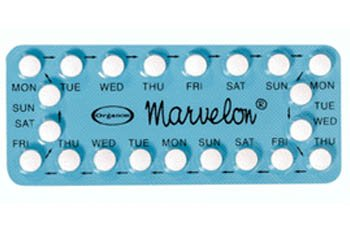 MON TUE WED THU FRI SAT SUN MON
SUN TUE
Organon Marvelon®
SAT WED
FRI THU WED TUE MON SUN SAT FRI THU